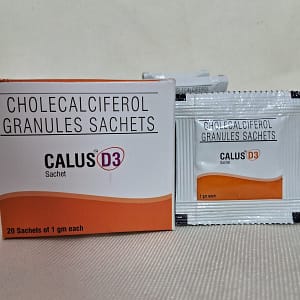 CHOLECALCIFEROL
GRANULES SACHETS
CALUS D3
Sachet
20 Sachets of 1 gm each
CHOLECALCIFEROL
GRANULES SACHETS
CALUS D3
Sachet
1 gm each